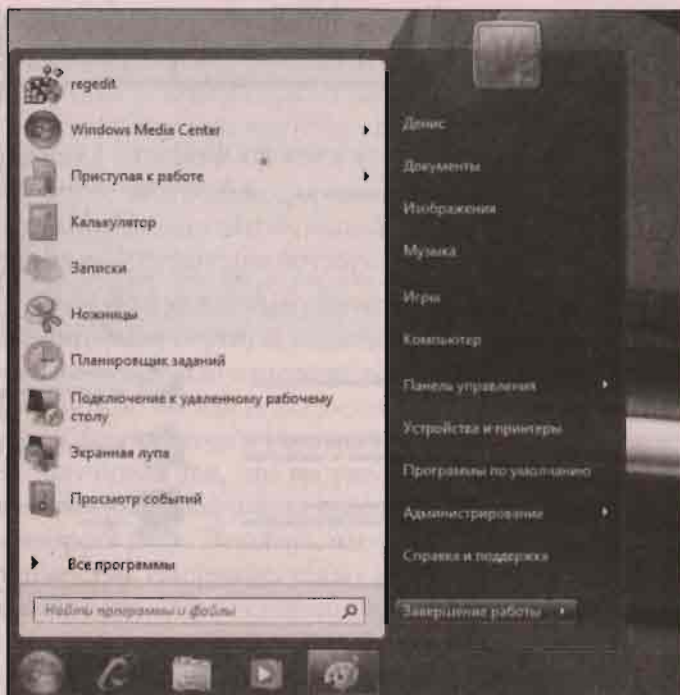 regedit
Windows Media Center
Приступая к работе
Калькулятор
Записки
Ножницы
Планировщик заданий
Подключение к удаленному рабочему
столу
Экранная лупа
Просмотр событий
Все программы
Найти программы и файлы
Денис
Документы
Изображения
Музыка
Игры
Компьютер
Панель управления
Устройства и принтеры
Программы по умолчанию
Администрирование
Справка и поддержка
Завершение работы